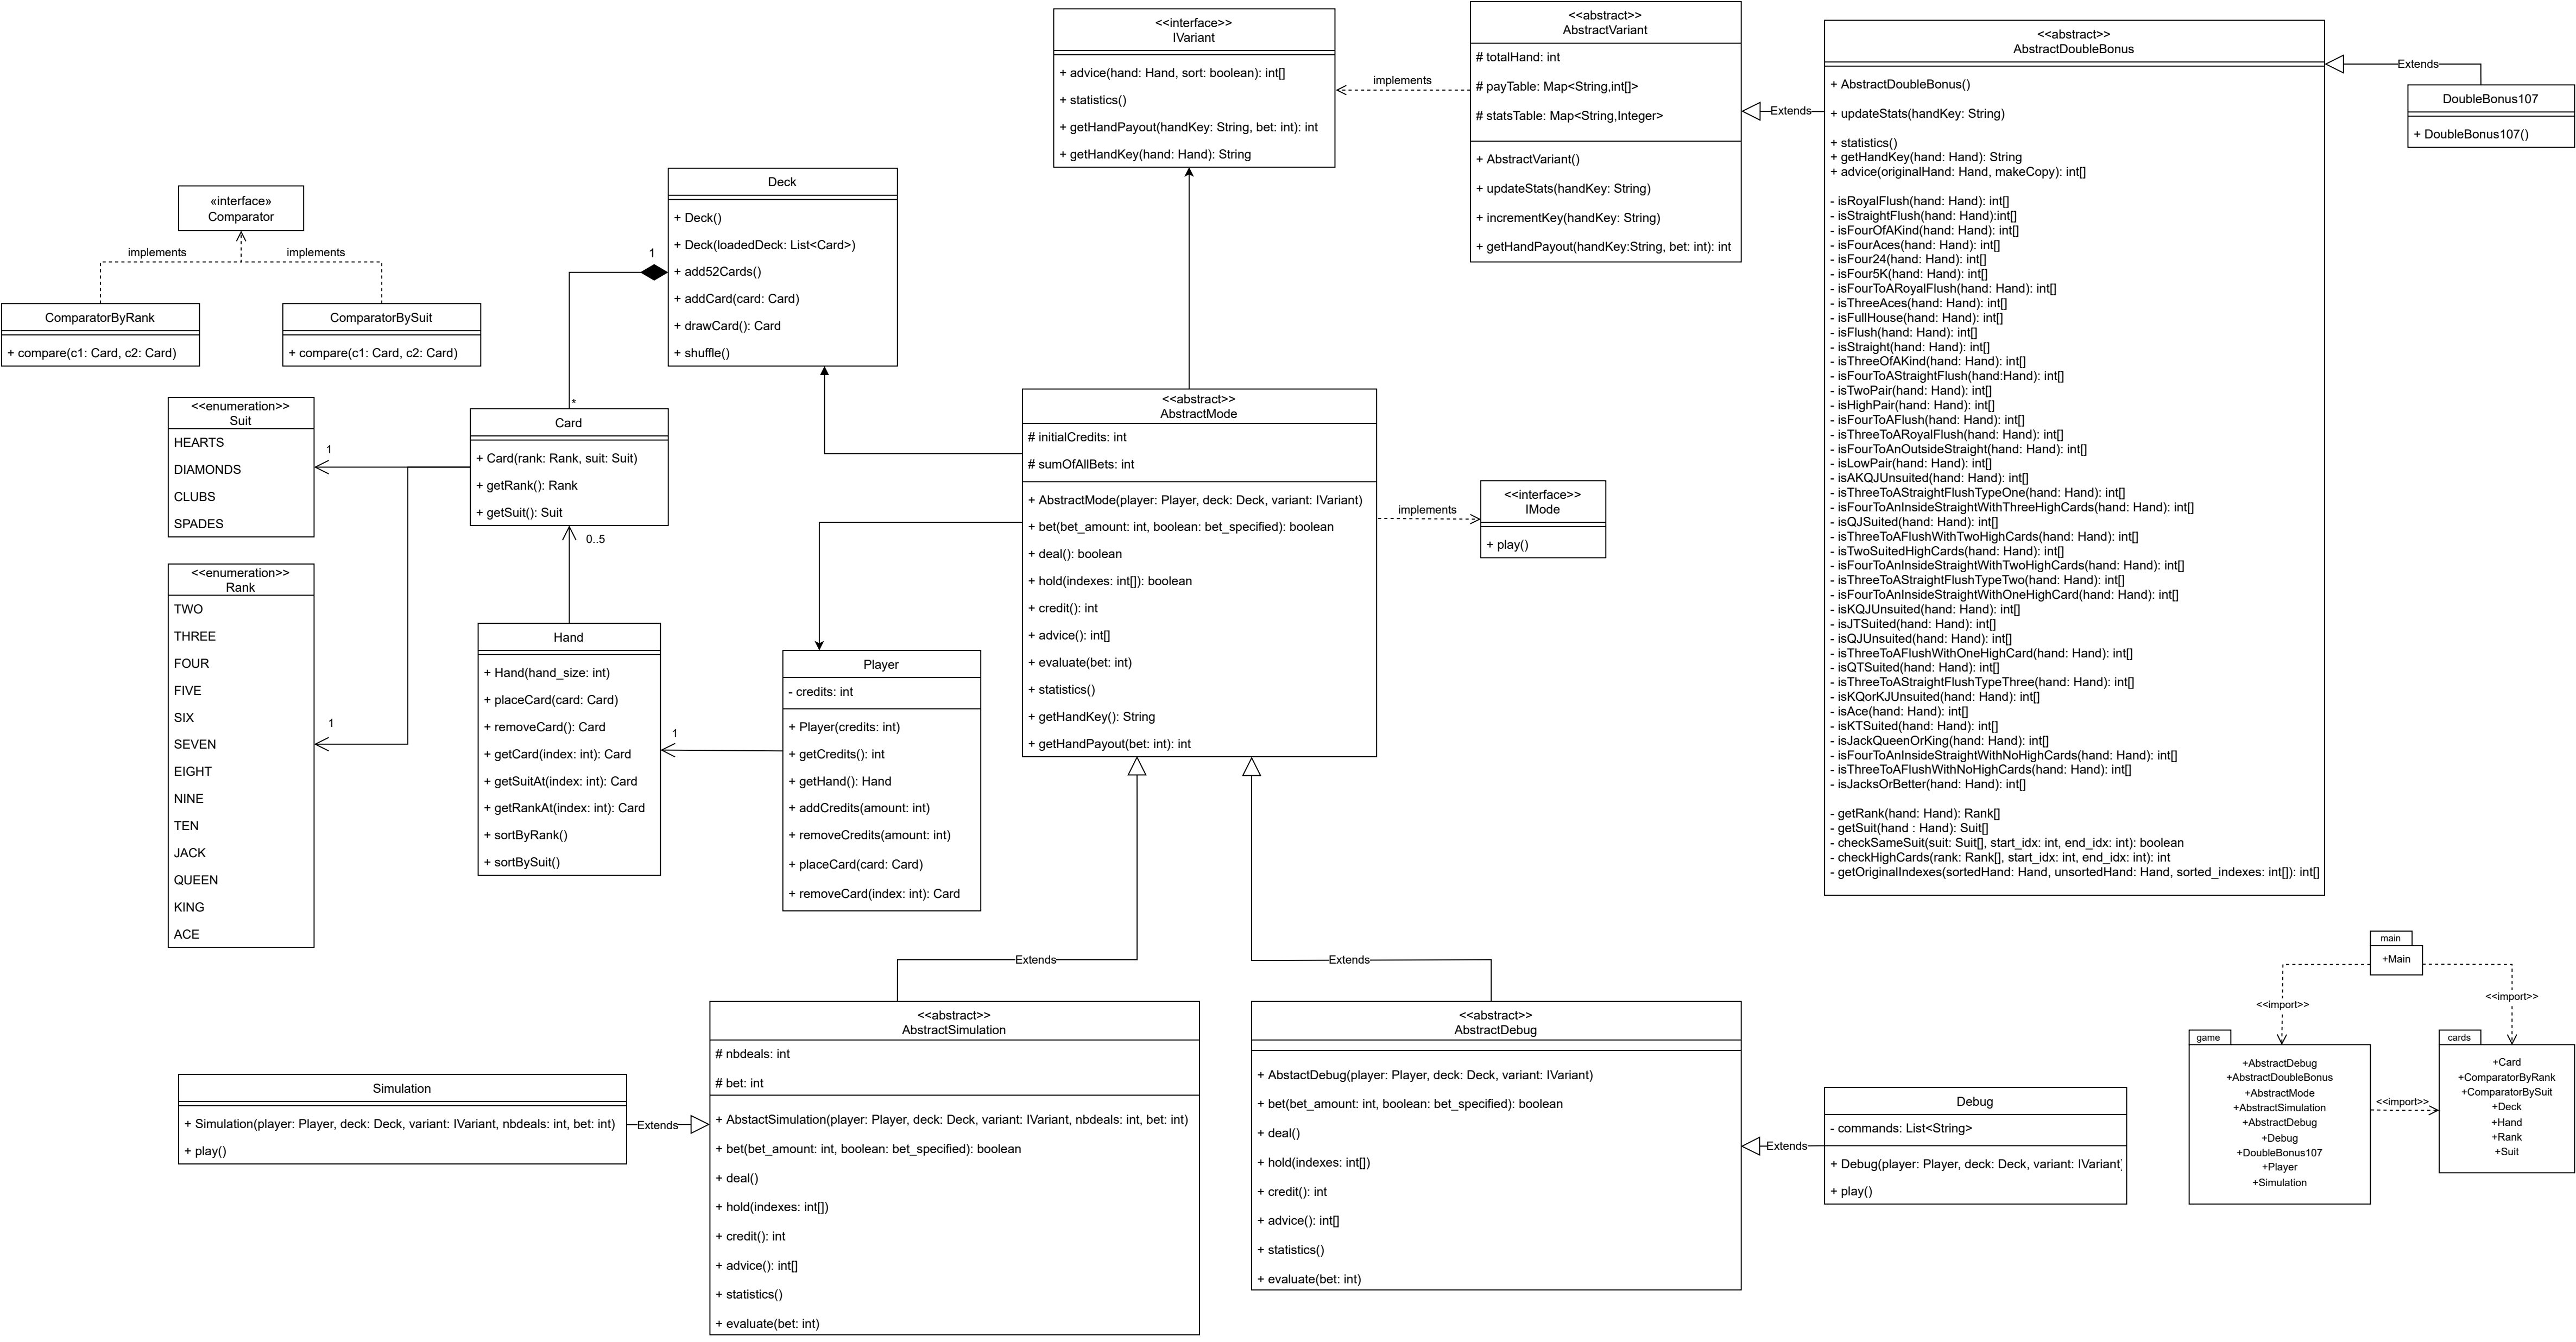 <<interface>>
IVariant
+ advice(hand: Hand, sort: boolean): int[]
+ statistics()
+ getHandPayout(handKey: String, bet: int): int
+ getHandKey(hand: Hand): String
implements
<<abstract>>
AbstractVariant
# totalHand: int
# payTable: Map<String,int[]>
# statsTable: Map<String,Integer>
+ AbstractVariant()
+ updateStats(handKey: String)
+ incrementKey(handKey: String)
+ getHandPayout(handKey:String, bet: int): int
Extends
<<abstract>>
AbstractDoubleBonus
+ AbstractDoubleBonus()
+ updateStats(handKey: String)
+ statistics()
+ getHandKey(hand: Hand): String
+ advice(originalHand: Hand, makeCopy): int[]
- isRoyalFlush(hand: Hand): int[]
- isStraightFlush(hand: Hand):int[]
- isFourOfAKind(hand: Hand): int[]
- isFourAces(hand: Hand): int[]
- isFour24(hand: Hand): int[]
- isFour5K(hand: Hand): int[]
- isFourToARoyalFlush(hand: Hand): int[]
- isThreeAces(hand: Hand): int[]
- isFullHouse(hand: Hand): int[]
- isFlush(hand: Hand): int[]
- isStraight(hand: Hand): int[]
- isThreeOfAKind(hand: Hand): int[]
- isFourToAStraightFlush(hand:Hand): int[]
- isTwoPair(hand: Hand): int[]
- isHighPair(hand: Hand): int[]
- isFourToAFlush(hand: Hand): int[]
- isThreeToARoyalFlush(hand: Hand): int[]
- isFourToAnOutsideStraight(hand: Hand): int[]
- isLowPair(hand: Hand): int[]
- isAKQJUnsuited(hand: Hand): int[]
- isThreeToAStraightFlushTypeOne(hand: Hand): int[]
- isFourToAnInsideStraightWithThreeHighCards(hand: Hand): int[]
- isQJSuited(hand: Hand): int[]
- isThreeToAFlushWithTwoHighCards(hand: Hand): int[]
- isTwoSuitedHighCards(hand: Hand): int[]
- isFourToAnInsideStraightWithTwoHighCards(hand: Hand): int[]
- isThreeToAStraightFlushTypeTwo(hand: Hand): int[]
- isFourToAnInsideStraightWithOneHighCard(hand: Hand): int[]
- isKQJUnsuited(hand: Hand): int[]
- isJTSuited(hand: Hand): int[]
- isQJUnsuited(hand: Hand): int[]
- isThreeToAFlushWithOneHighCard(hand: Hand): int[]
- isQTSuited(hand: Hand): int[]
- isThreeToAStraightFlushTypeThree(hand: Hand): int[]
- isKQorKJUnsuited(hand: Hand): int[]
- isAce(hand: Hand): int[]
- isKTSuited(hand: Hand): int[]
- isJackQueenOrKing(hand: Hand): int[]
- isFourToAnInsideStraightWithNoHighCards(hand: Hand): int[]
- isThreeToAFlushWithNoHighCards(hand: Hand): int[]
- isJacksOrBetter(hand: Hand): int[]
- getRank(hand: Hand): Rank[]
- getSuit(hand : Hand): Suit[]
- checkSameSuit(suit: Suit[], start_idx: int, end_idx: int): boolean
- checkHighCards(rank: Rank[], start_idx: int, end_idx: int): int
- getOriginalIndexes(sortedHand: Hand, unsortedHand: Hand, sorted_indexes: int[]): int[]
Extends
DoubleBonus107
+ DoubleBonus107()
«interface»
Comparator
implements
implements
ComparatorByRank
+ compare(c1: Card, c2: Card)
ComparatorBySuit
+ compare(c1: Card, c2: Card)
Deck
+ Deck()
+ Deck(loadedDeck: List<Card>)
+ add52Cards()
+ addCard(card: Card)
+ drawCard(): Card
+ shuffle()
1
*
<<enumeration>>
Suit
HEARTS
DIAMONDS
CLUBS
SPADES
1
Card
+ Card(rank: Rank, suit: Suit)
+ getRank(): Rank
+ getSuit(): Suit
0..5
<<enumeration>>
Rank
TWO
THREE
FOUR
FIVE
SIX
SEVEN
EIGHT
NINE
TEN
JACK
QUEEN
KING
ACE
1
Hand
+ Hand(hand_size: int)
+ placeCard(card: Card)
+ removeCard(): Card
+ getCard(index: int): Card
+ getSuitAt(index: int): Card
+ getRankAt(index: int): Card
+ sortByRank()
+ sortBySuit()
1
Player
- credits: int
+ Player(credits: int)
+ getCredits(): int
+ getHand(): Hand
+ addCredits(amount: int)
+ removeCredits(amount: int)
+ placeCard(card: Card)
+ removeCard(index: int): Card
<<abstract>>
AbstractMode
# initialCredits: int
# sumOfAllBets: int
+ AbstractMode(player: Player, deck: Deck, variant: IVariant)
+ bet(bet_amount: int, boolean: bet_specified): boolean
+ deal(): boolean
+ hold(indexes: int[]): boolean
+ credit(): int
+ advice(): int[]
+ evaluate(bet: int)
+ statistics()
+ getHandKey(): String
+ getHandPayout(bet: int): int
implements
<<interface>>
IMode
+ play()
Extends
Extends
Simulation
+ Simulation(player: Player, deck: Deck, variant: IVariant, nbdeals: int, bet: int)
+ play()
Extends
<<abstract>>
AbstractSimulation
# nbdeals: int
# bet: int
+ AbstactSimulation(player: Player, deck: Deck, variant: IVariant, nbdeals: int, bet: int)
+ bet(bet_amount: int, boolean: bet_specified): boolean
+ deal()
+ hold(indexes: int[])
+ credit(): int
+ advice(): int[]
+ statistics()
+ evaluate(bet: int)
<<abstract>>
AbstractDebug
+ AbstactDebug(player: Player, deck: Deck, variant: IVariant)
+ bet(bet_amount: int, boolean: bet_specified): boolean
+ deal()
+ hold(indexes: int[])
+ credit(): int
+ advice(): int[]
+ statistics()
+ evaluate(bet: int)
Extends
Debug
- commands: List<String>
+ Debug(player: Player, deck: Deck, variant: IVariant)
+ play()
main
+Main
<<import>>
<<import>>
game
+AbstractDebug
+AbstractDoubleBonus
+AbstractMode
+AbstractSimulation
+AbstractDebug
+Debug
+DoubleBonus107
+Player
+Simulation
<<import>>
cards
+Card
+ComparatorByRank
+ComparatorBySuit
+Deck
+Hand
+Rank
+Suit